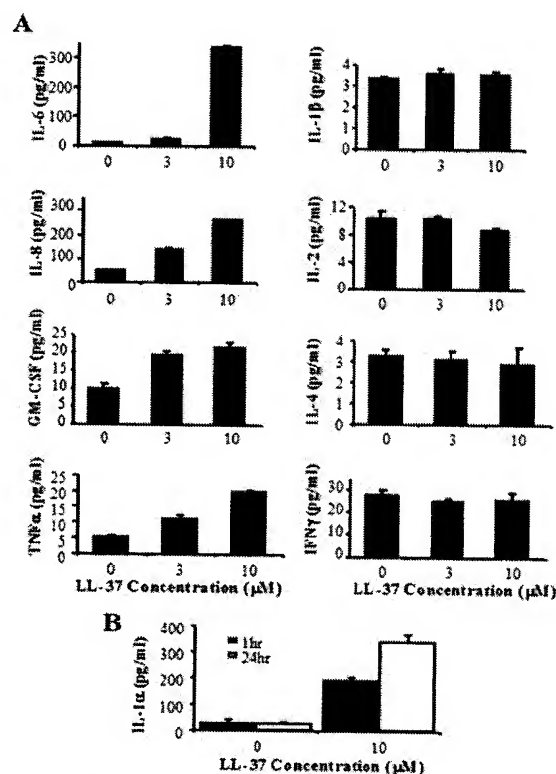 A
IL-6 (pg/ml)
300
200
100
0
0 3 10
IL-1β (pg/ml)
4
3
2
1
0
0 3 10
IL-8 (pg/ml)
300
200
100
0
0 3 10
IL-2 (pg/ml)
12
8
4
0
0 3 10
GM-CSF (pg/ml)
25
20
15
10
5
0
0 3 10
IL-4 (pg/ml)
4
3
2
1
0
0 3 10
TNFα (pg/ml)
25
20
15
10
5
0
0 3 10
LL-37 Concentration (µM)
IFNγ (pg/ml)
30
20
10
0
0 3 10
LL-37 Concentration (µM)
B
IL-1α (pg/ml)
400
300
200
100
0
1hr
24hr
0 10
LL-37 Concentration (µM)